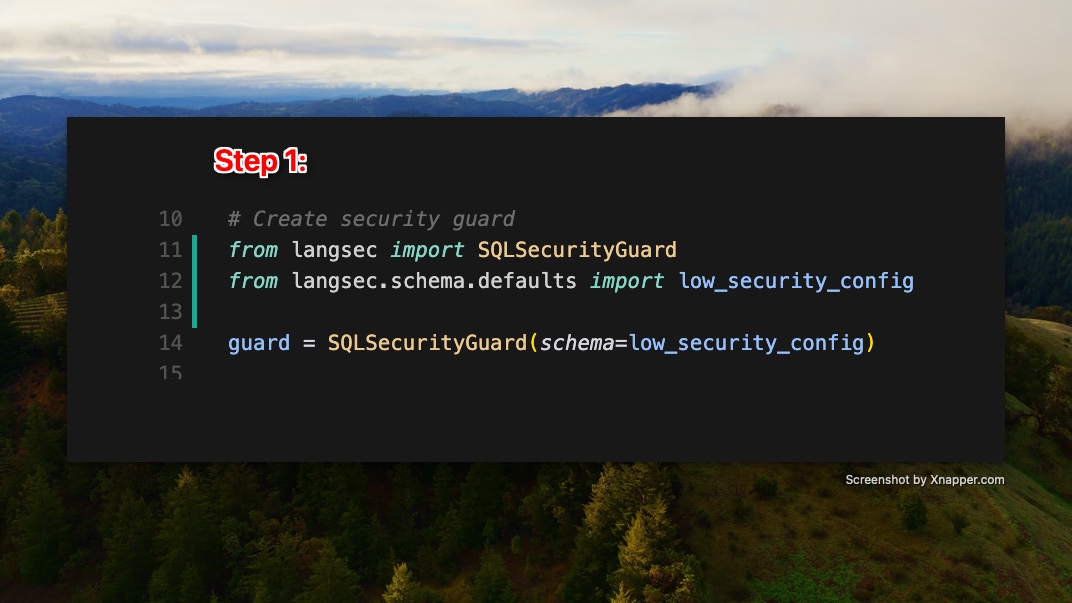 Step 1:
10 # Create security guard
11 from langsec import SQLSecurityGuard
12 from langsec.schema.defaults import low_security_config
13
14 guard = SQLSecurityGuard(schema=low_security_config)
15
Screenshot by Xnapper.com